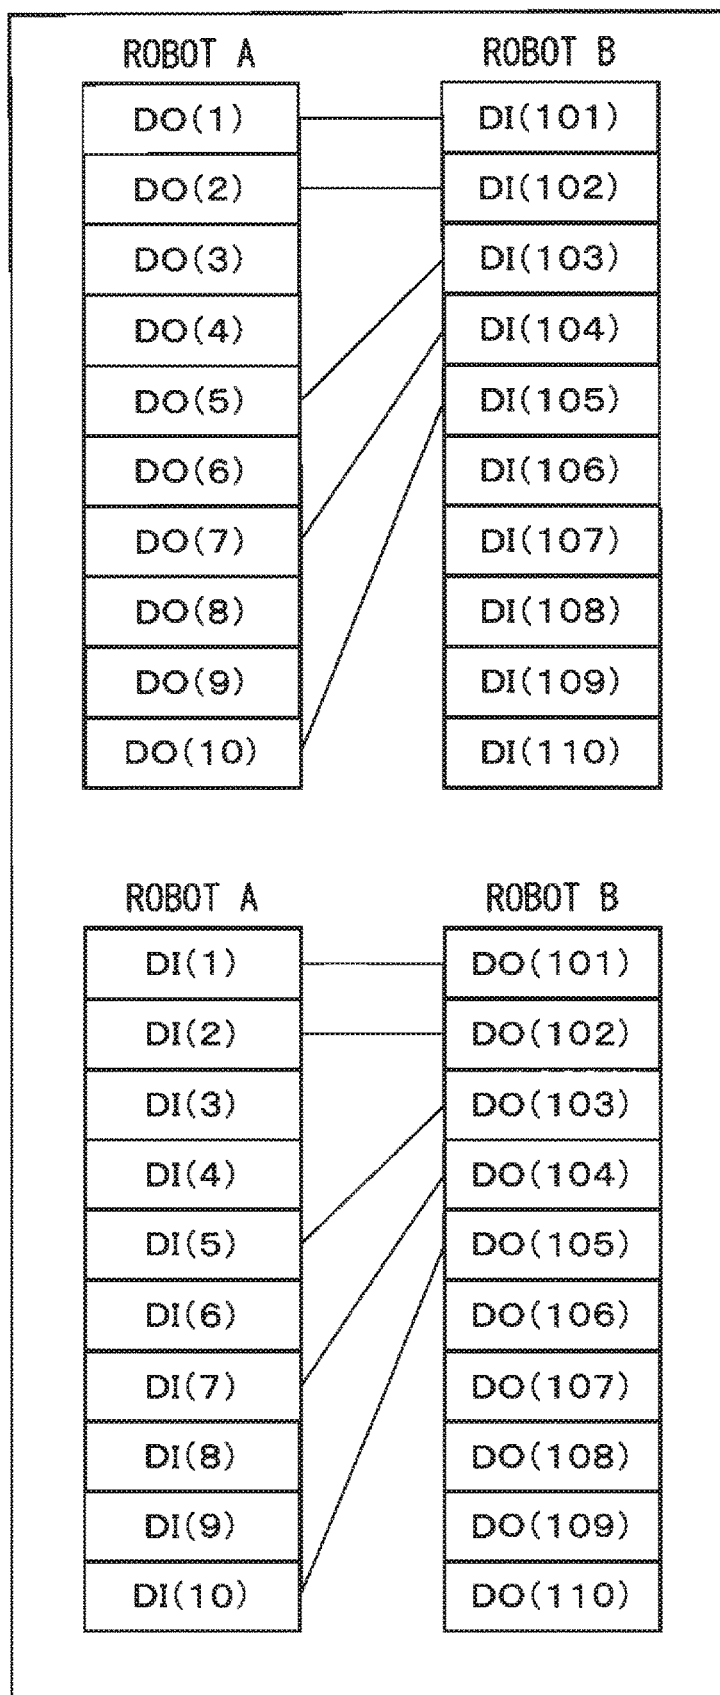 ROBOT A ROBOT B
DO(1) DI(101)
DO(2) DI(102)
DO(3) DI(103)
DO(4) DI(104)
DO(5) DI(105)
DO(6) DI(106)
DO(7) DI(107)
DO(8) DI(108)
DO(9) DI(109)
DO(10) DI(110)
ROBOT A ROBOT B
DI(1) DO(101)
DI(2) DO(102)
DI(3) DO(103)
DI(4) DO(104)
DI(5) DO(105)
DI(6) DO(106)
DI(7) DO(107)
DI(8) DO(108)
DI(9) DO(109)
DI(10) DO(110)